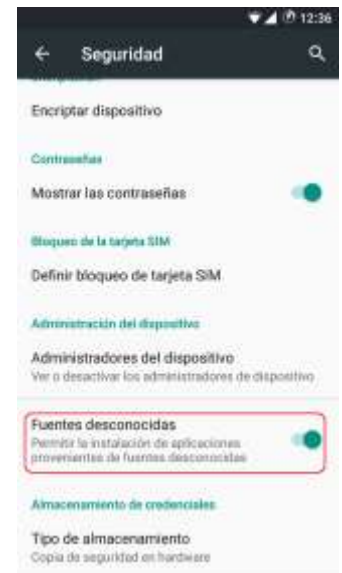 12:36
Seguridad
Encriptar dispositivo
Contraseñas
Mostrar las contraseñas
Bloqueo de la tarjeta SIM
Definir bloqueo de tarjeta SIM
Administración del dispositivo
Administradores del dispositivo
Ver o desactivar los administradores de dispositivo
Fuentes desconocidas
Permitir la instalación de aplicaciones
provenientes de fuentes desconocidas
Almacenamiento de credenciales
Tipo de almacenamiento
Copia de seguridad en hardware